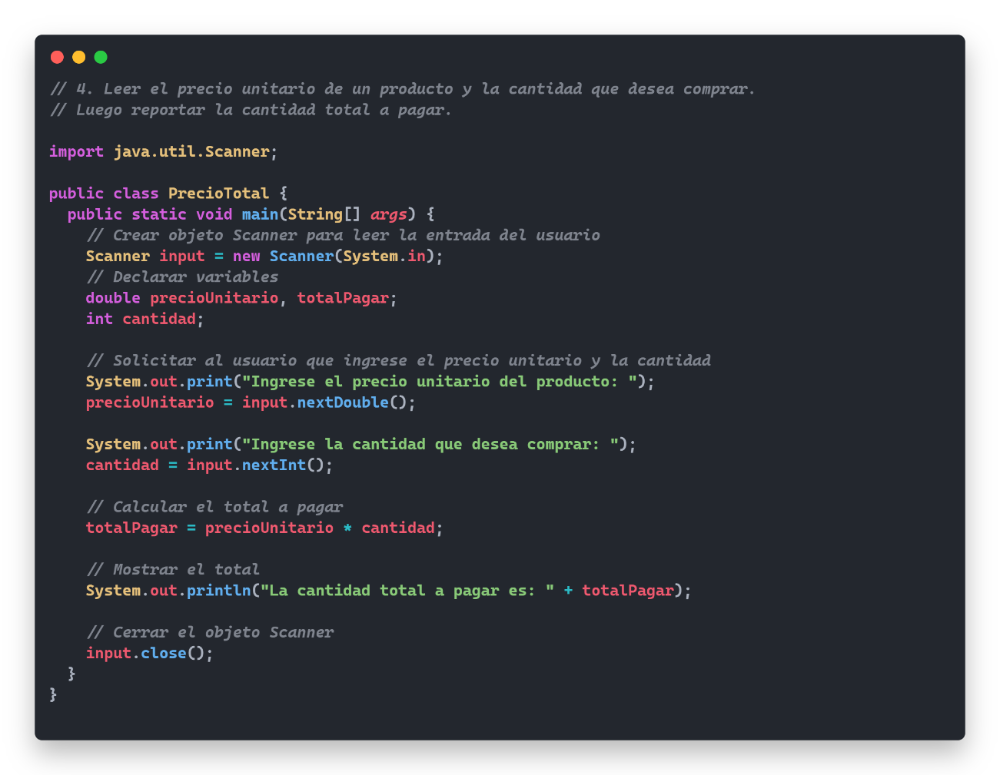 // 4. Leer el precio unitario de un producto y la cantidad que desea comprar.
// Luego reportar la cantidad total a pagar.

import java.util.Scanner;

public class PrecioTotal {
  public static void main(String[] args) {
    // Crear objeto Scanner para leer la entrada del usuario
    Scanner input = new Scanner(System.in);
    // Declarar variables
    double precioUnitario, totalPagar;
    int cantidad;

    // Solicitar al usuario que ingrese el precio unitario y la cantidad
    System.out.print("Ingrese el precio unitario del producto: ");
    precioUnitario = input.nextDouble();

    System.out.print("Ingrese la cantidad que desea comprar: ");
    cantidad = input.nextInt();

    // Calcular el total a pagar
    totalPagar = precioUnitario * cantidad;

    // Mostrar el total
    System.out.println("La cantidad total a pagar es: " + totalPagar);

    // Cerrar el objeto Scanner
    input.close();
  }
}